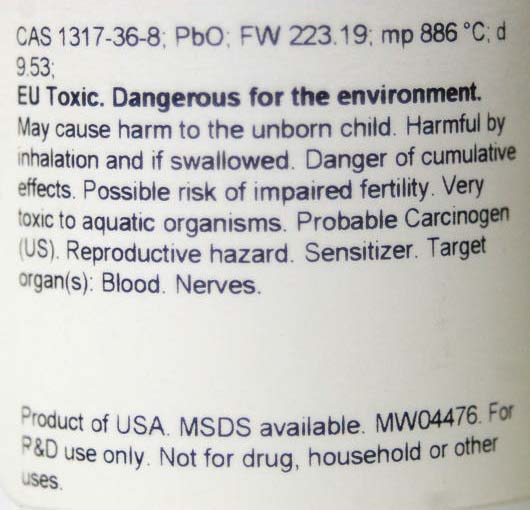 CAS 1317-36-8; PbO; FW 223.19; mp 886 °C; d
9.53;
EU Toxic. Dangerous for the environment.
May cause harm to the unborn child. Harmful by
inhalation and if swallowed. Danger of cumulative
effects. Possible risk of impaired fertility. Very
toxic to aquatic organisms. Probable Carcinogen
(US). Reproductive hazard. Sensitizer. Target
organ(s): Blood. Nerves.
Product of USA. MSDS available. MW04476. For
R&D use only. Not for drug, household or other
uses.